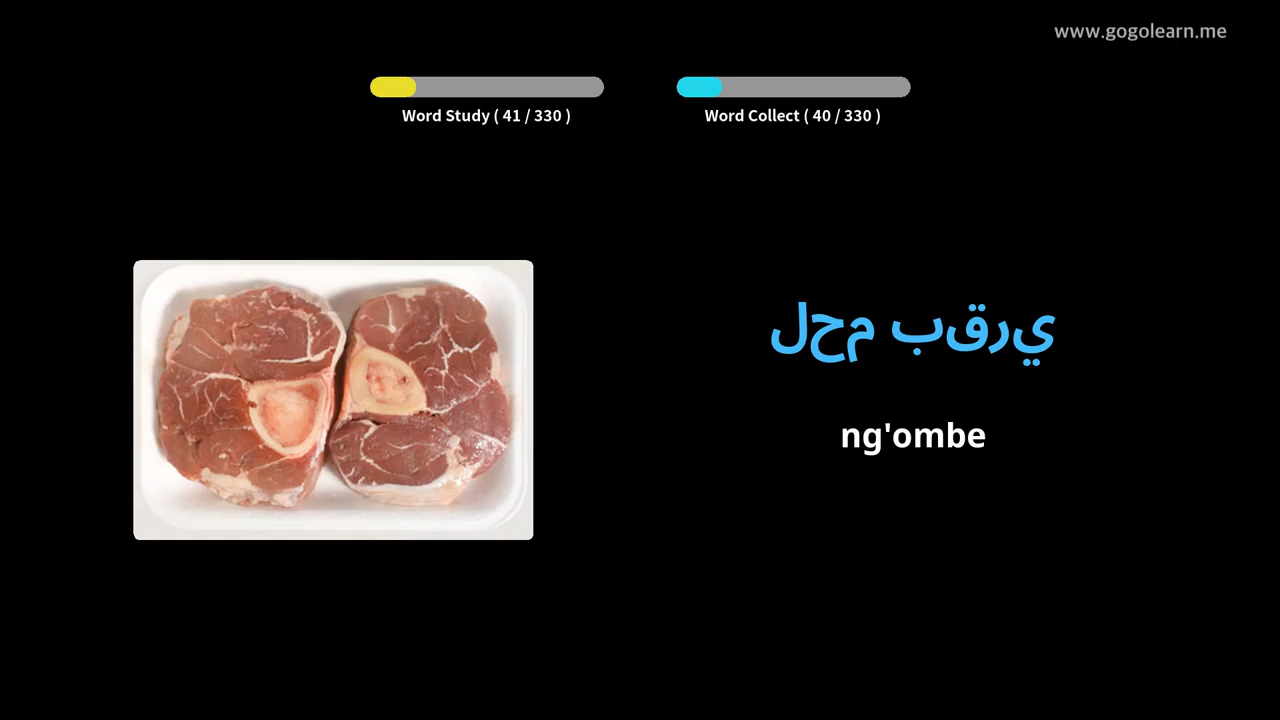 www.gogolearn.me
Word Study ( 41 / 330 )
Word Collect ( 40 / 330 )
لحم بقري
ng'ombe